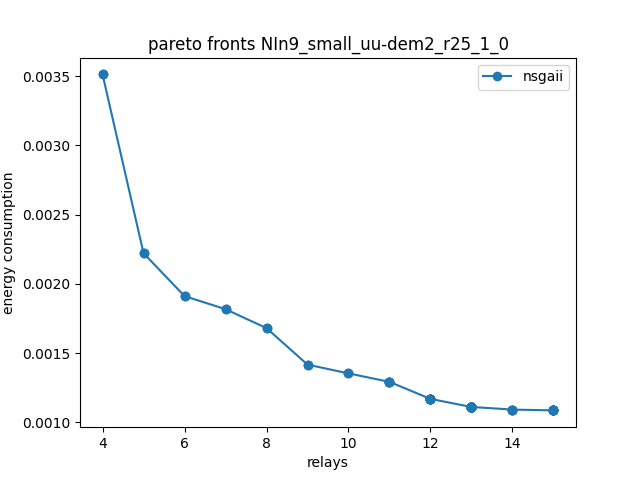 pareto fronts NIn9_small_uu-dem2_r25_1_0
nsgaii
energy consumption
0.0035
0.0030
0.0025
0.0020
0.0015
0.0010
4 6 8 10 12 14
relays